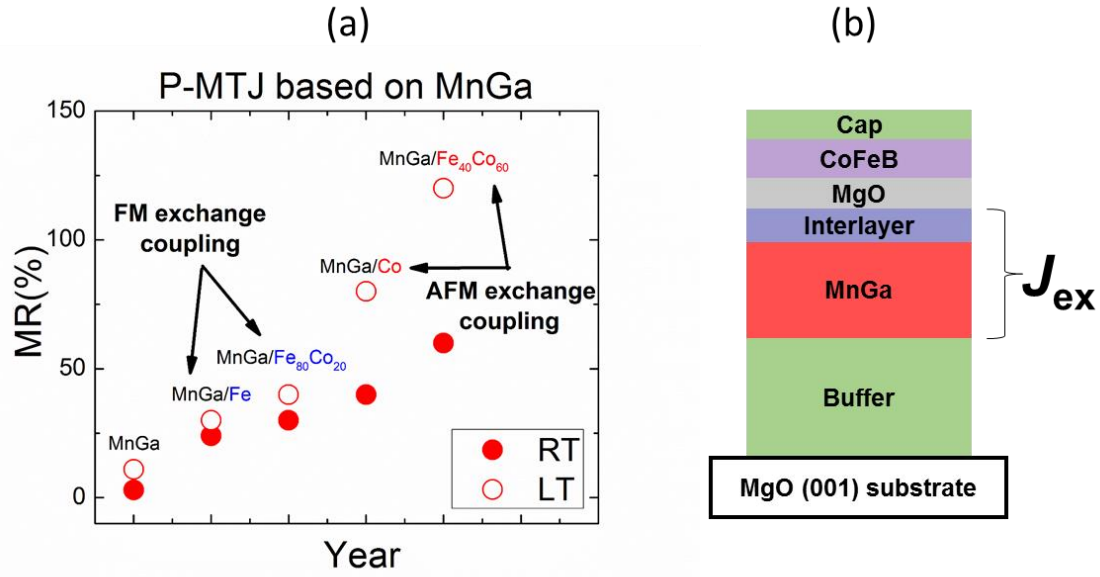 (a)
P-MTJ based on MnGa
150
100
50
0
MR(%)
Year
MnGa/Fe₄₀Co₆₀
FM exchange
coupling
MnGa/Co
AFM exchange
coupling
MnGa/Fe₈₀Co₂₀
MnGa/Fe
MnGa
RT
LT
(b)
Cap
CoFeB
MgO
Interlayer
MnGa
Jex
Buffer
MgO (001) substrate